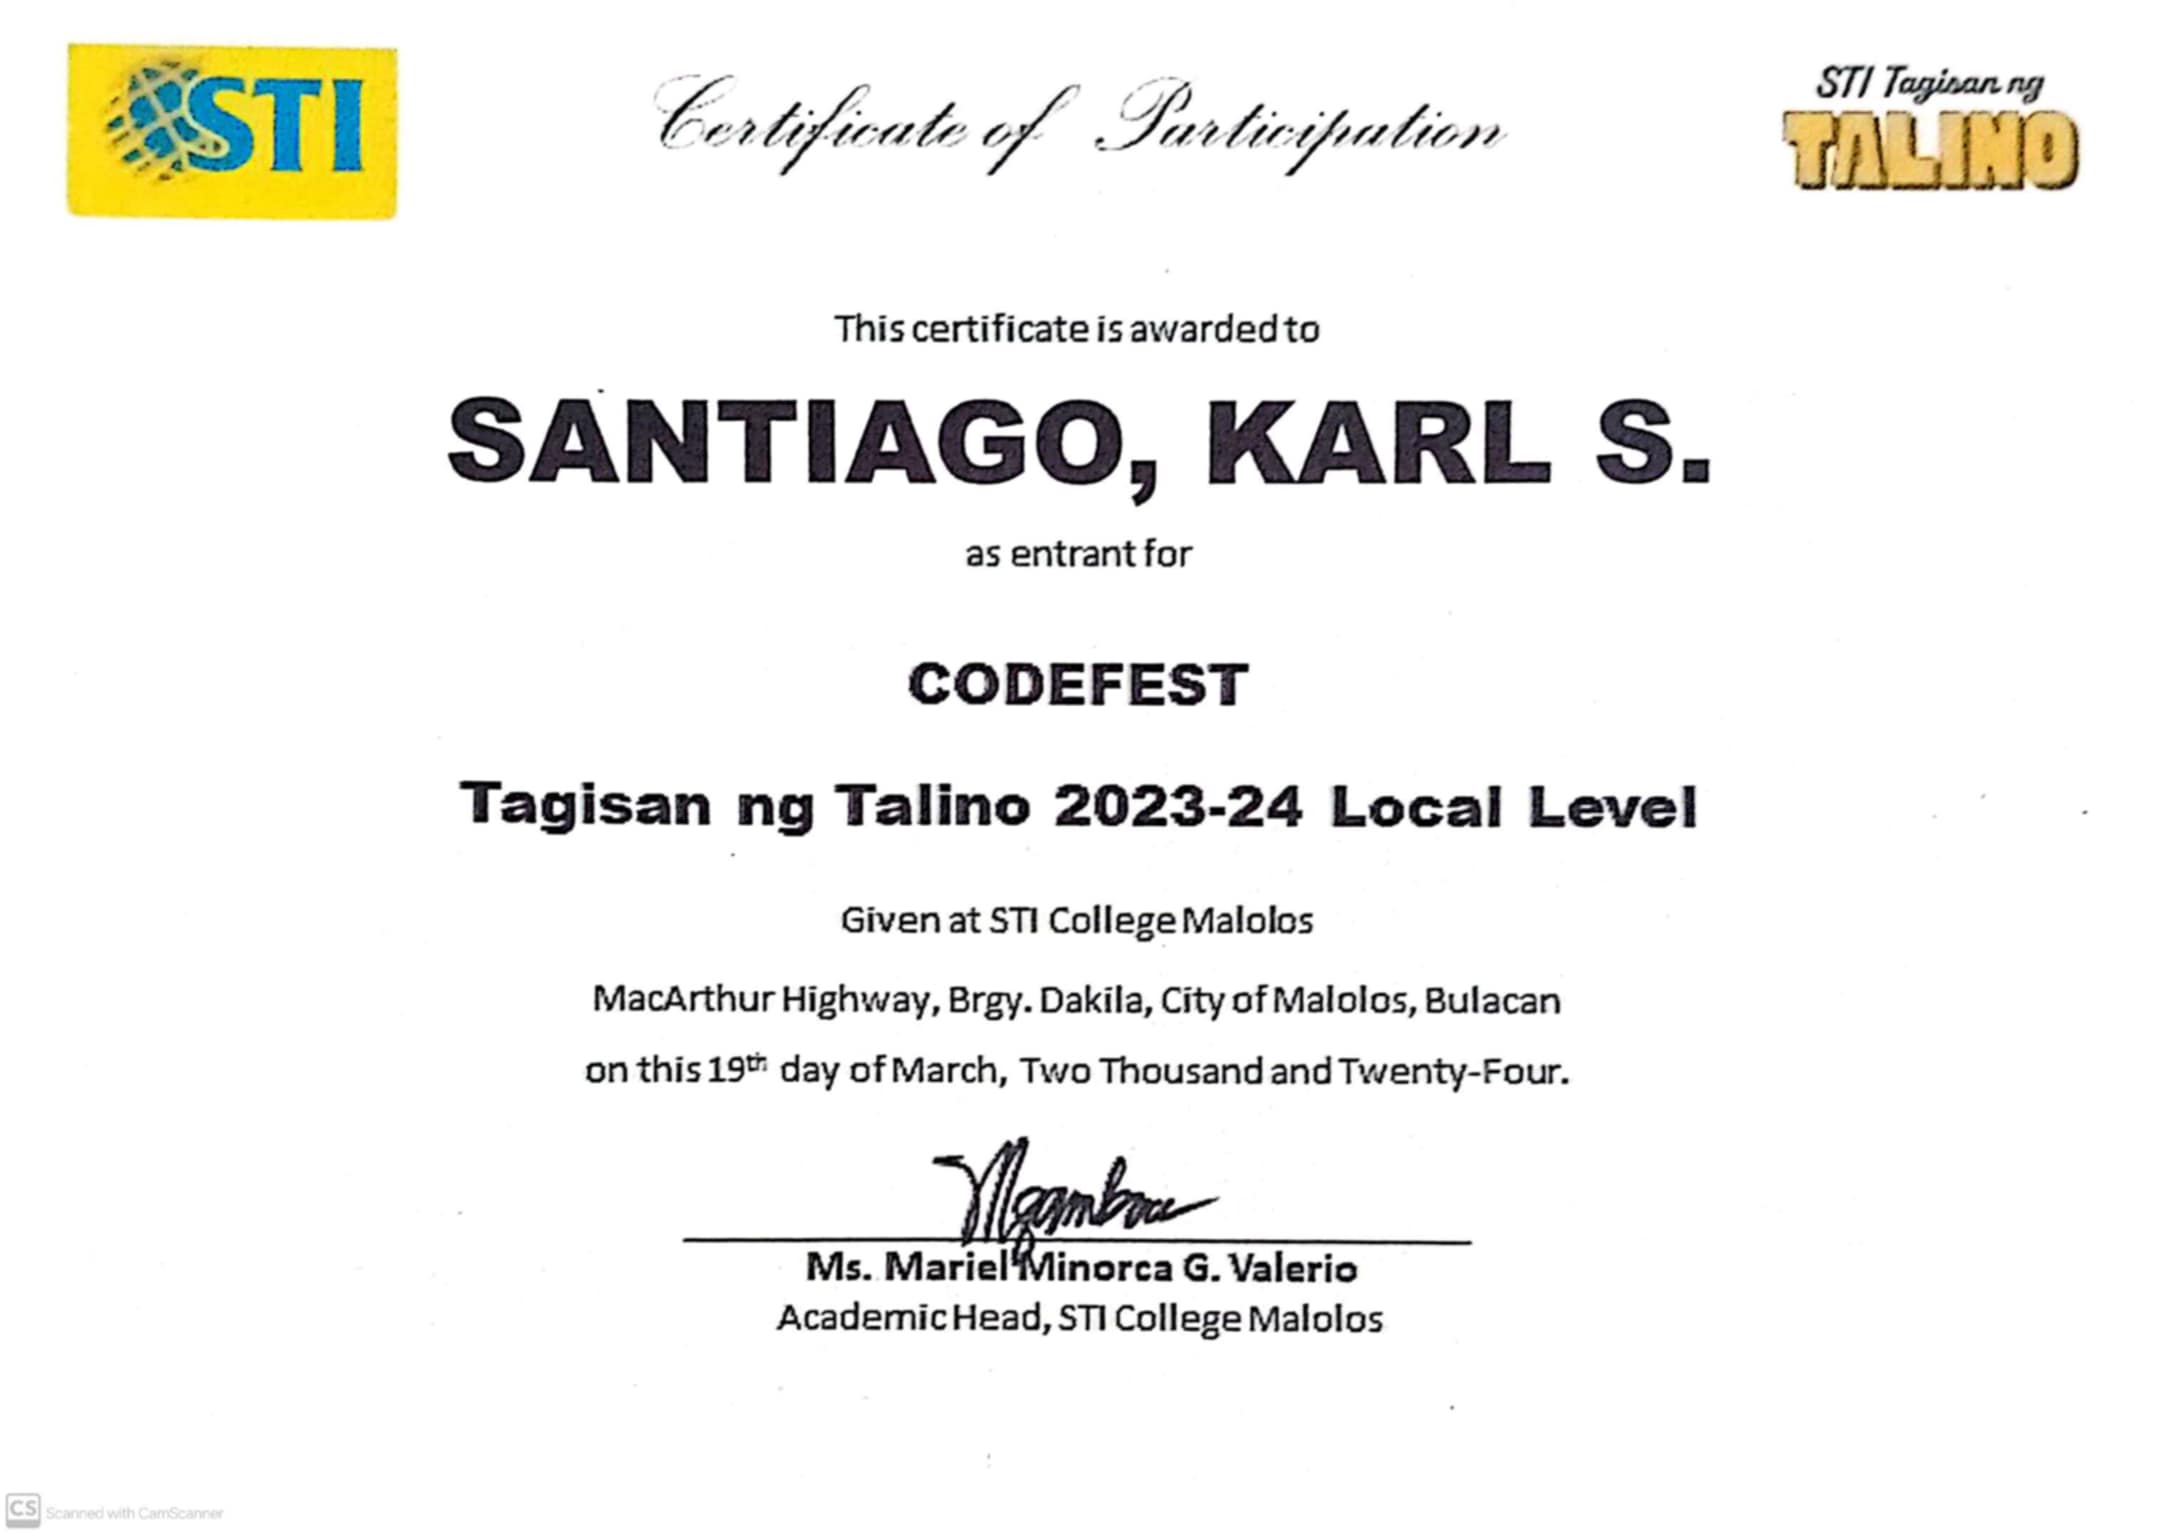 STI
Certificate of Participation
STI Tagisan ng
TALINO
This certificate is awarded to
SANTIAGO, KARL S.
as entrant for
CODEFEST
Tagisan ng Talino 2023-24 Local Level
Given at STI College Malolos
MacArthur Highway, Brgy. Dakila, City of Malolos, Bulacan
on this 19th day of March, Two Thousand and Twenty-Four.
Ms. Mariel Minorca G. Valerio
Academic Head, STI College Malolos
CS Scanned with CamScanner